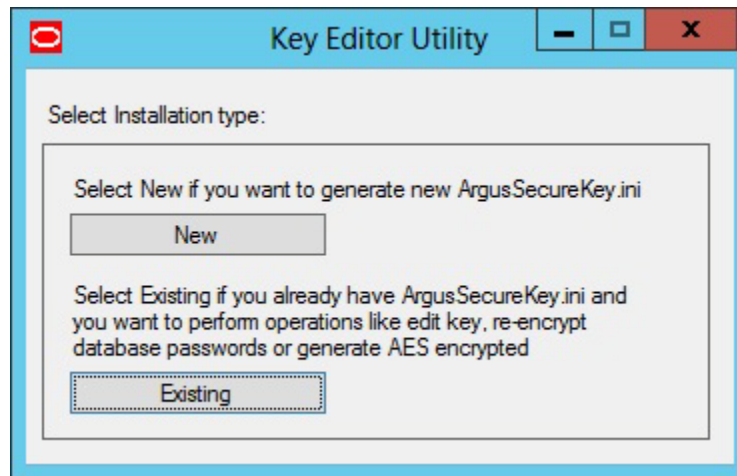 Key Editor Utility
Select Installation type:
Select New if you want to generate new ArgusSecureKey.ini
New
Select Existing if you already have ArgusSecureKey.ini and
you want to perform operations like edit key, re-encrypt
database passwords or generate AES encrypted
Existing